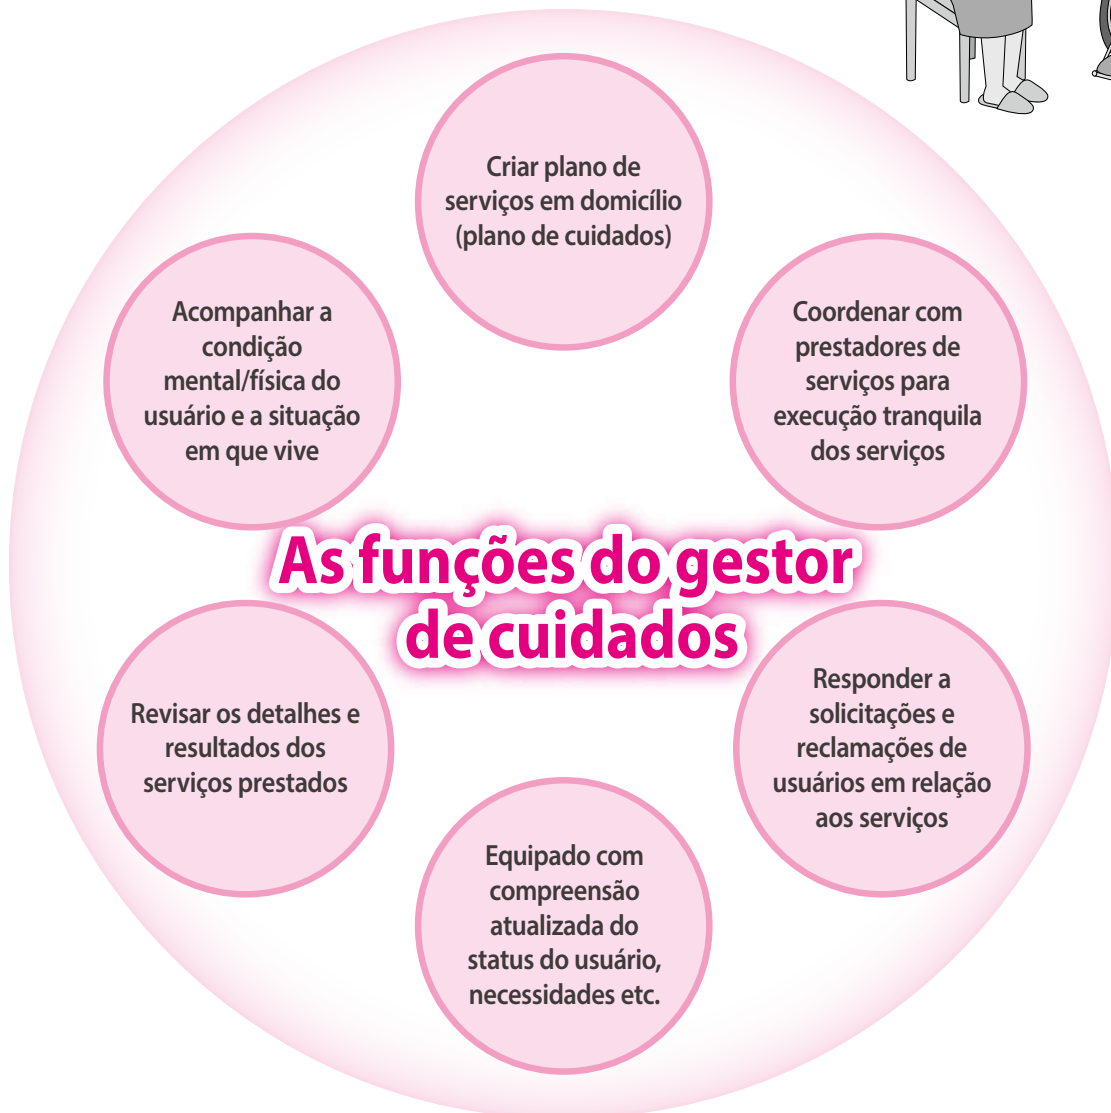 Criar plano de
serviços em domicílio
(plano de cuidados)
Acompanhar a
condição
mental/física do
usuário e a situação
em que vive
Coordenar com
prestadores de
serviços para
execução tranquila
dos serviços
As funções do gestor
de cuidados
Revisar os detalhes e
resultados dos
serviços prestados
Responder a
solicitações e
reclamações de
usuários em relação
aos serviços
Equipado com
compreensão
atualizada do
status do usuário,
necessidades etc.